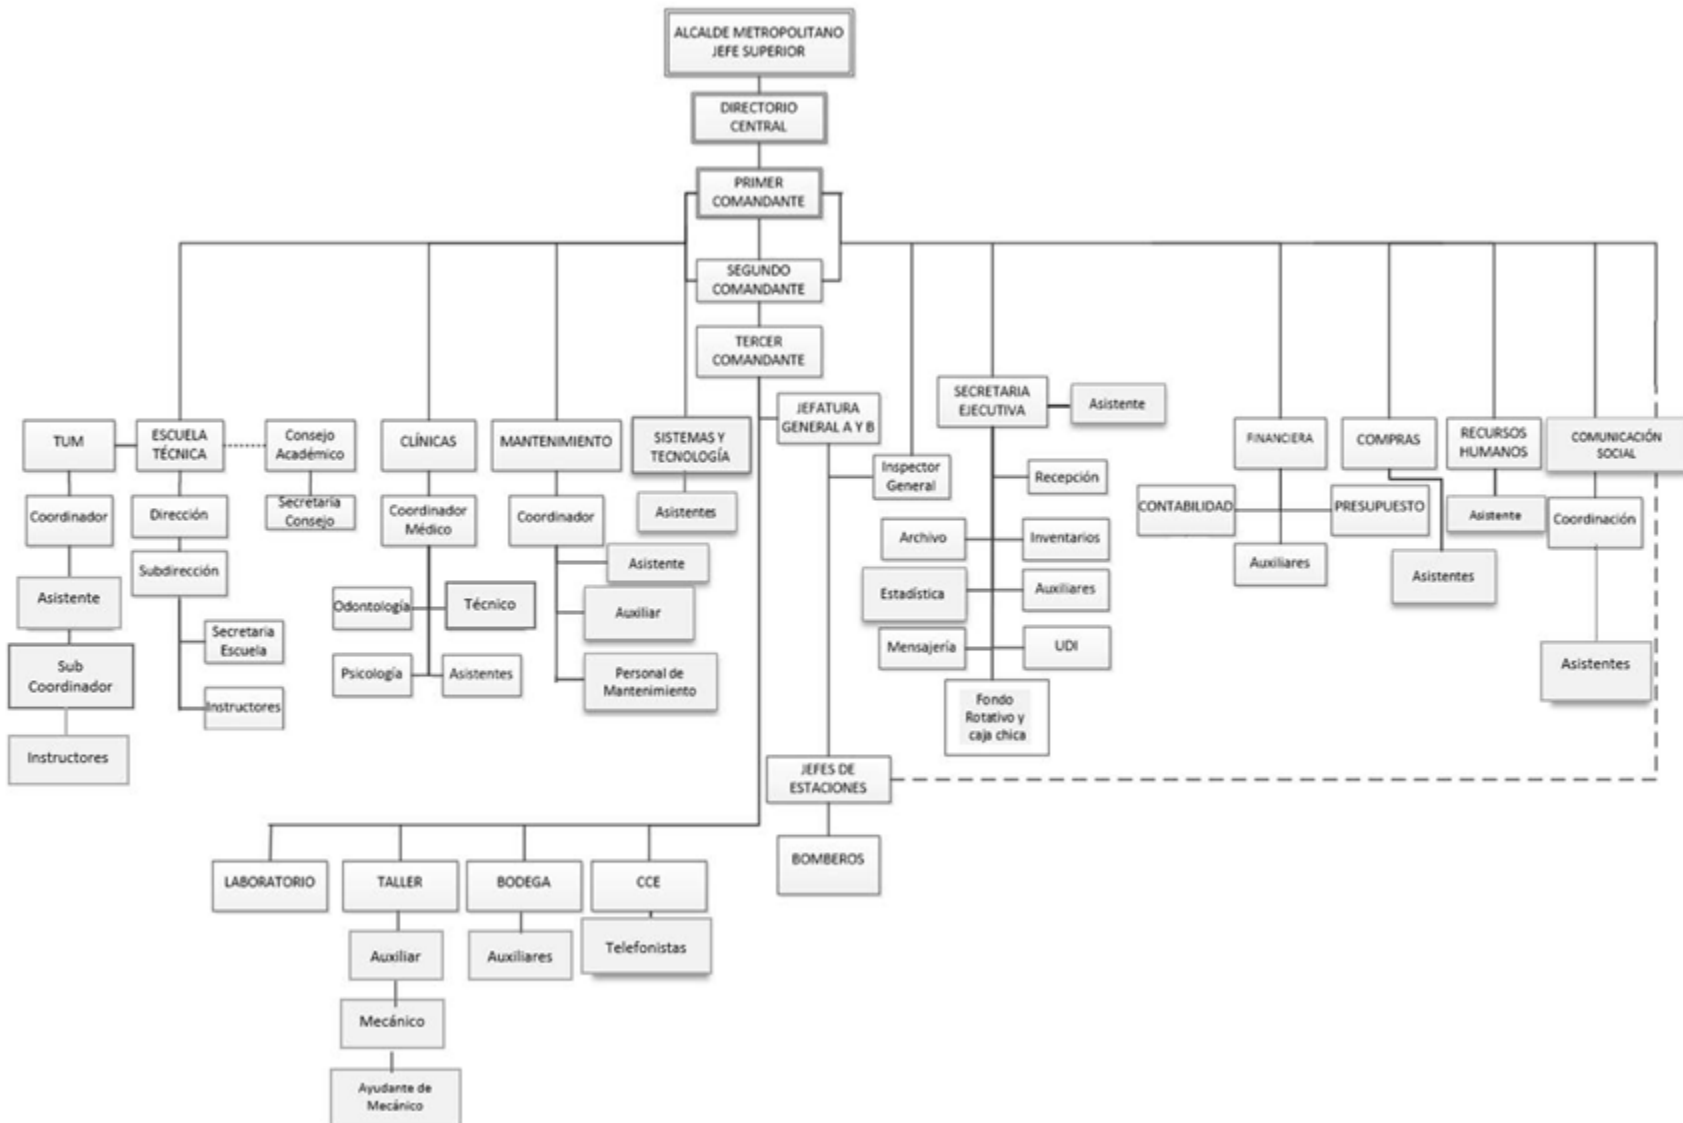 ALCALDE METROPOLITANO
JEFE SUPERIOR
DIRECTORIO
CENTRAL
PRIMER
COMANDANTE
SEGUNDO
COMANDANTE
TERCER
COMANDANTE
JEFATURA
GENERAL A Y B
Inspector
General
SECRETARIA
EJECUTIVA
Asistente
Recepción
Archivo
Inventarios
Estadística
Auxiliares
Mensajería
UDI
Fondo
Rotativo y
caja chica
TUM
Coordinador
Asistente
Sub
Coordinador
Instructores
ESCUELA
TÉCNICA
Dirección
Subdirección
Secretaria
Escuela
Instructores
Consejo
Académico
Secretaría
Consejo
CLÍNICAS
Coordinador
Médico
Odontología
Técnico
Psicología
Asistentes
MANTENIMIENTO
Coordinador
Asistente
Auxiliar
Personal de
Mantenimiento
SISTEMAS Y
TECNOLOGÍA
Asistentes
FINANCIERA
CONTABILIDAD
PRESUPUESTO
Auxiliares
COMPRAS
Asistentes
RECURSOS
HUMANOS
Asistente
COMUNICACIÓN
SOCIAL
Coordinación
Asistentes
JEFES DE
ESTACIONES
BOMBEROS
LABORATORIO
TALLER
Auxiliar
Mecánico
Ayudante de
Mecánico
BODEGA
Auxiliares
CCE
Telefonistas